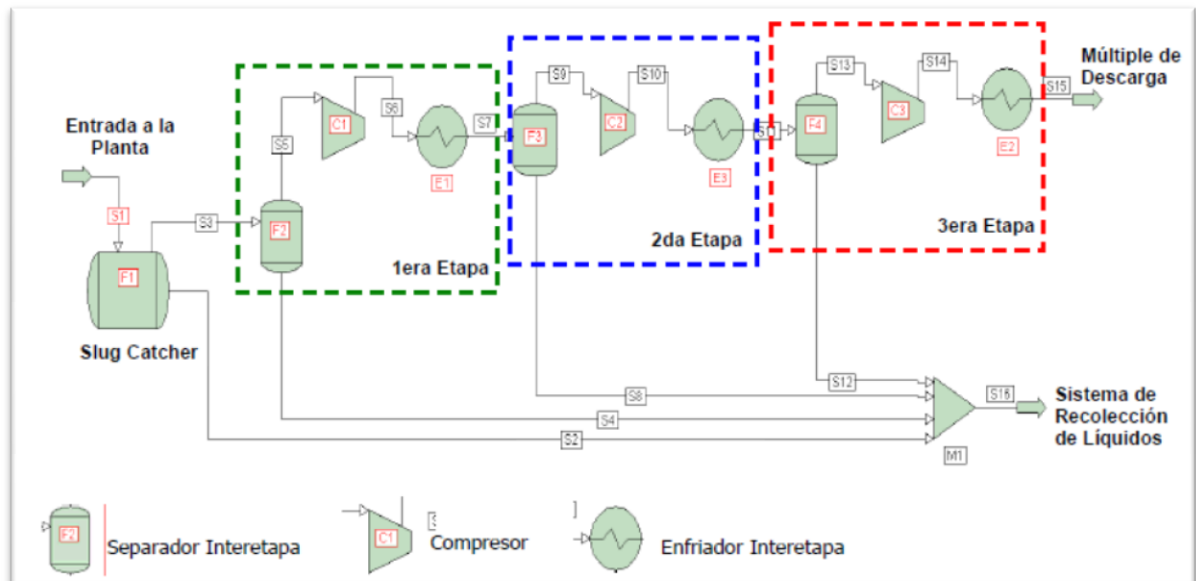 Entrada a la
Planta
S1
F1
Slug Catcher
S3
S5
F2
C1
S6
E1
S7
1era Etapa
S9
F3
C2
S10
E3
2da Etapa
S13
F4
C3
S14
E2
S15
3era Etapa
Múltiple de
Descarga
S12
S8
S4
S2
M1
S16
Sistema de
Recolección
de Líquidos
F2
Separador Interetapa
C1
Compresor
Enfriador Interetapa